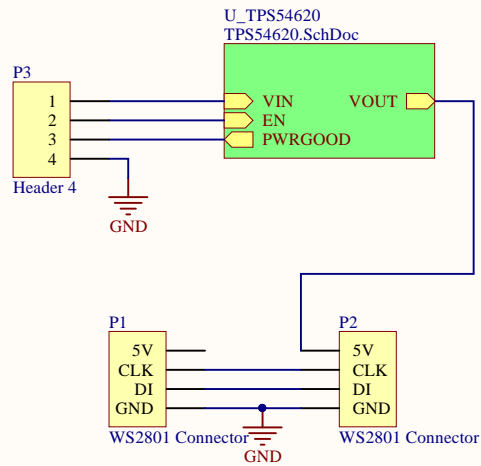 U_TPS54620
TPS54620.SchDoc
P3
1
2
3
4
Header 4
VIN
EN
PWRGOOD
VOUT
GND
P1
5V
CLK
DI
GND
WS2801 Connector
P2
5V
CLK
DI
GND
WS2801 Connector
GND